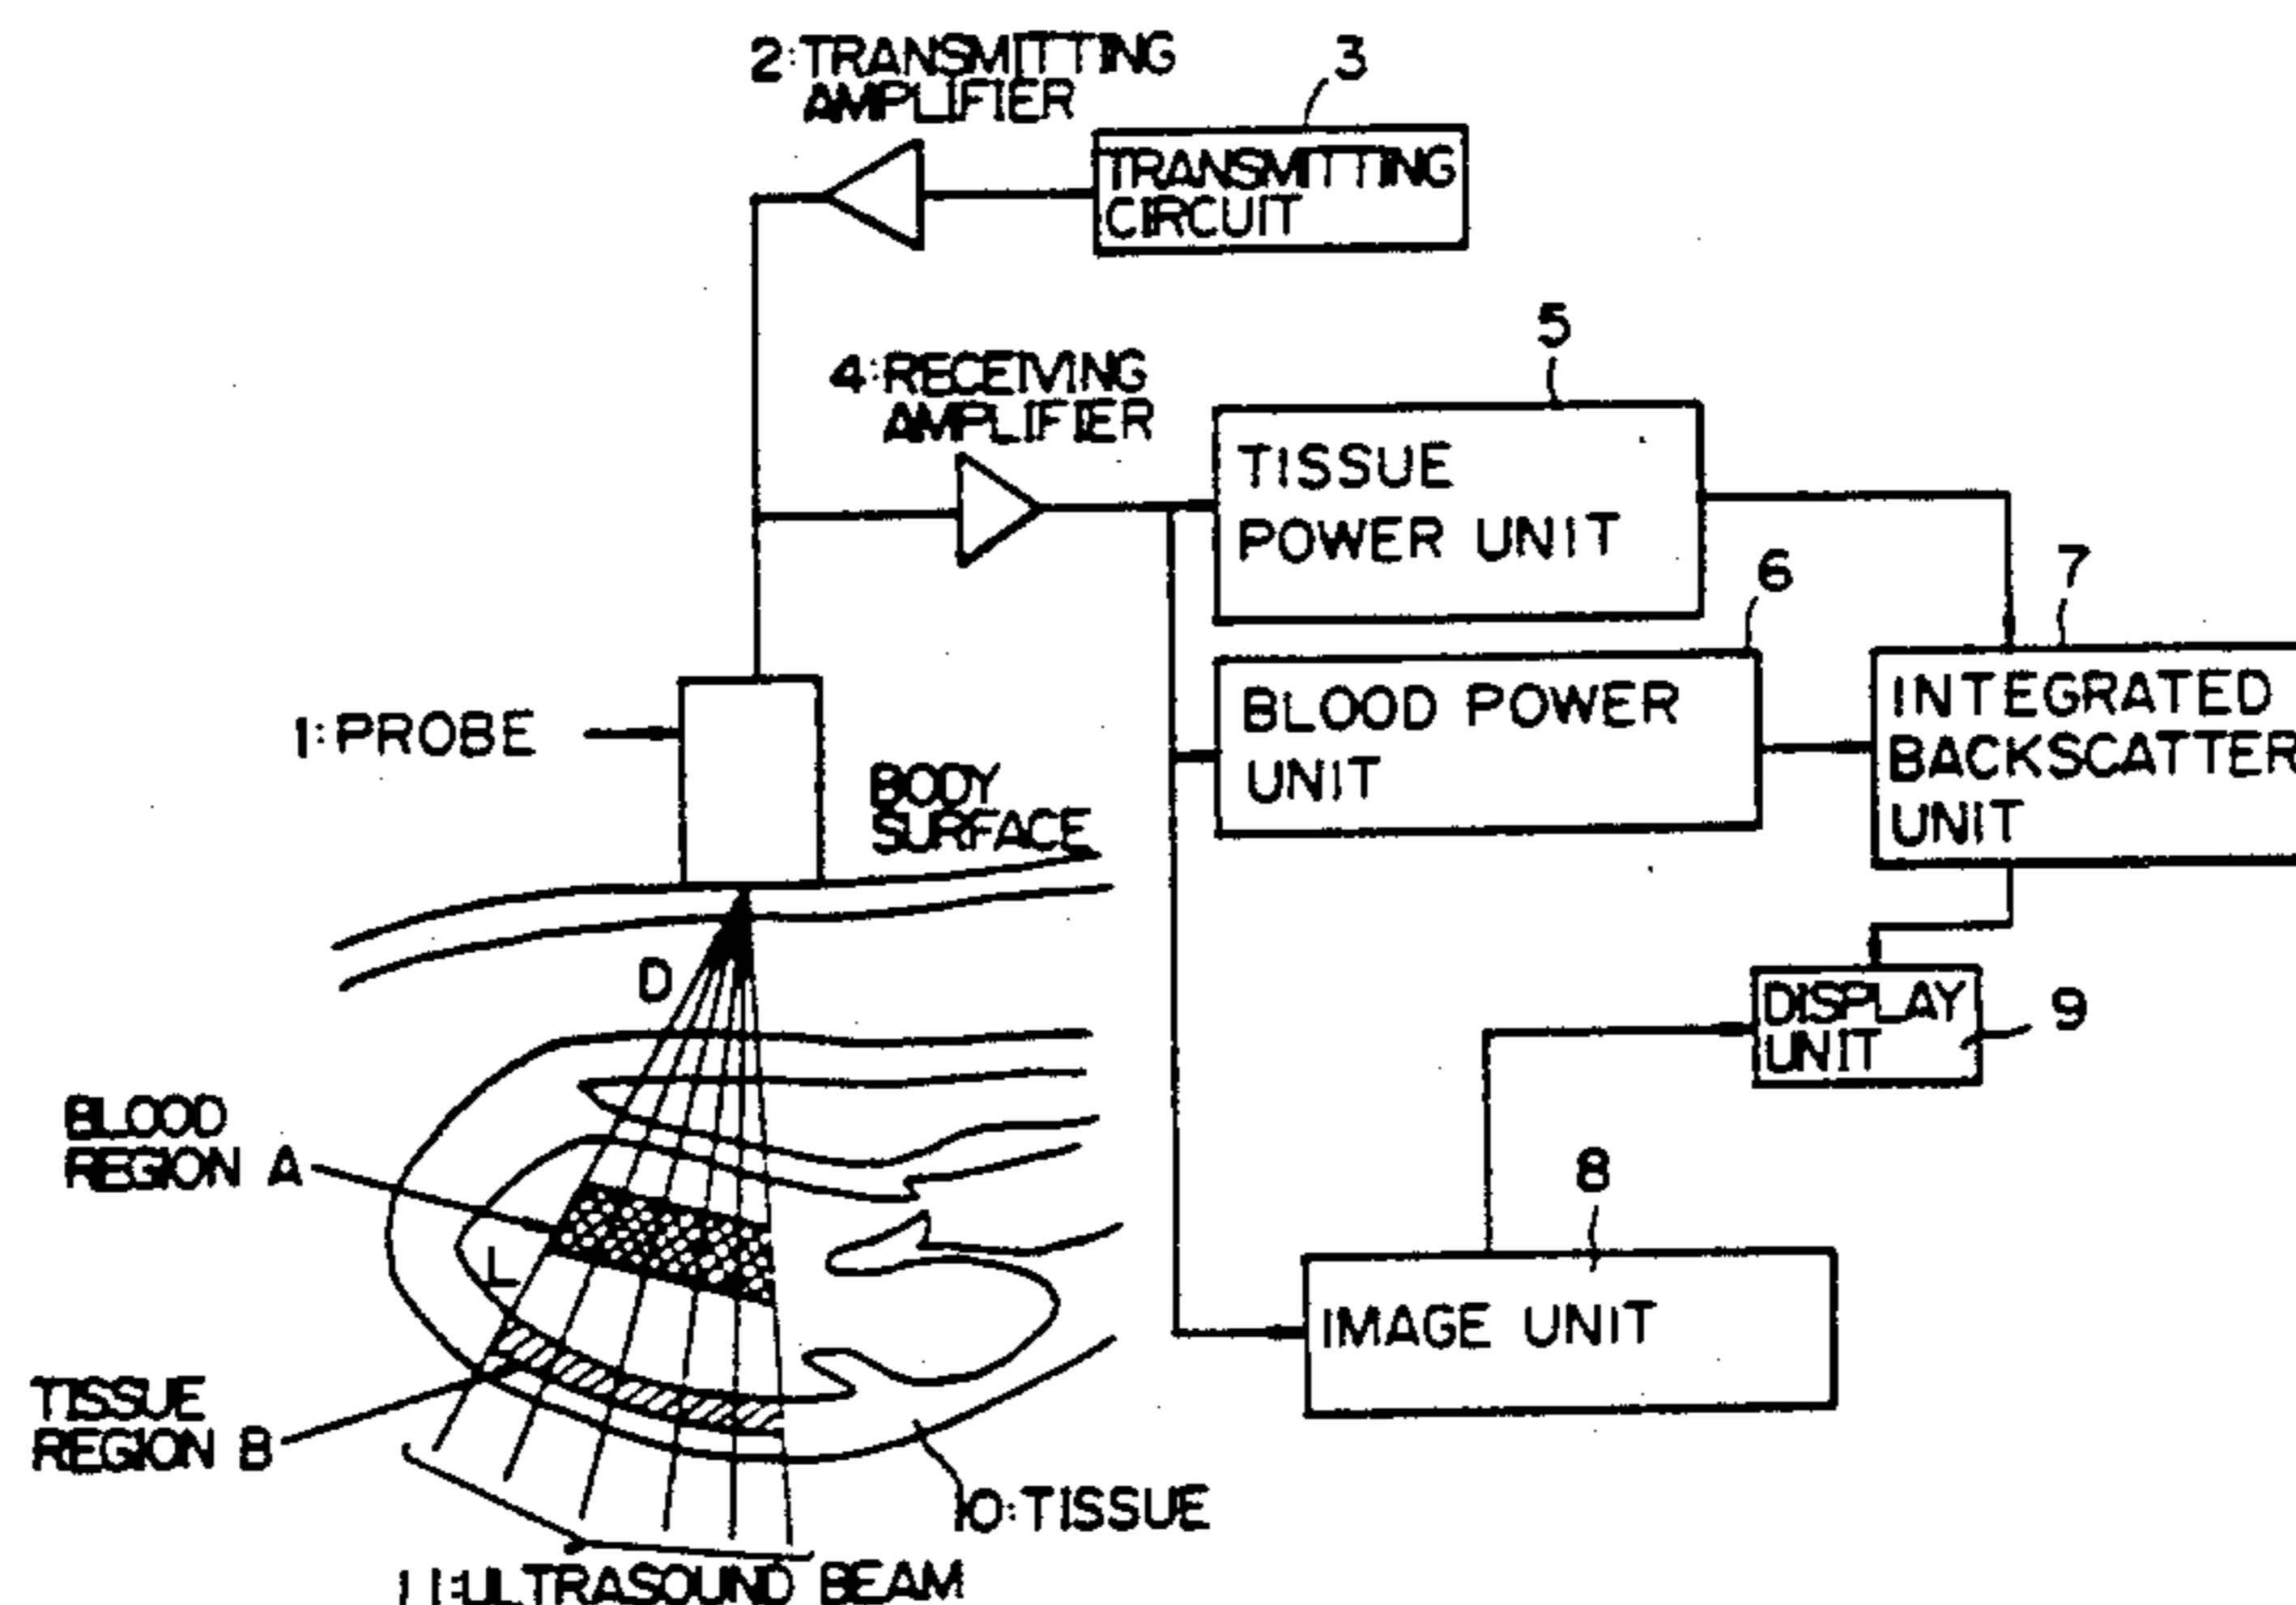 2:TRANSMITTING
AMPLIFIER
3
TRANSMITTING
CIRCUIT
4:RECEIVING
AMPLIFIER
5
TISSUE
POWER UNIT
6
BLOOD POWER
UNIT
7
INTEGRATED
BACKSCATTER
UNIT
1:PROBE
BODY
SURFACE
D
DISPLAY
UNIT
9
BLOOD
REGION A
L
8
IMAGE UNIT
TISSUE
REGION B
10:TISSUE
11:ULTRASOUND BEAM